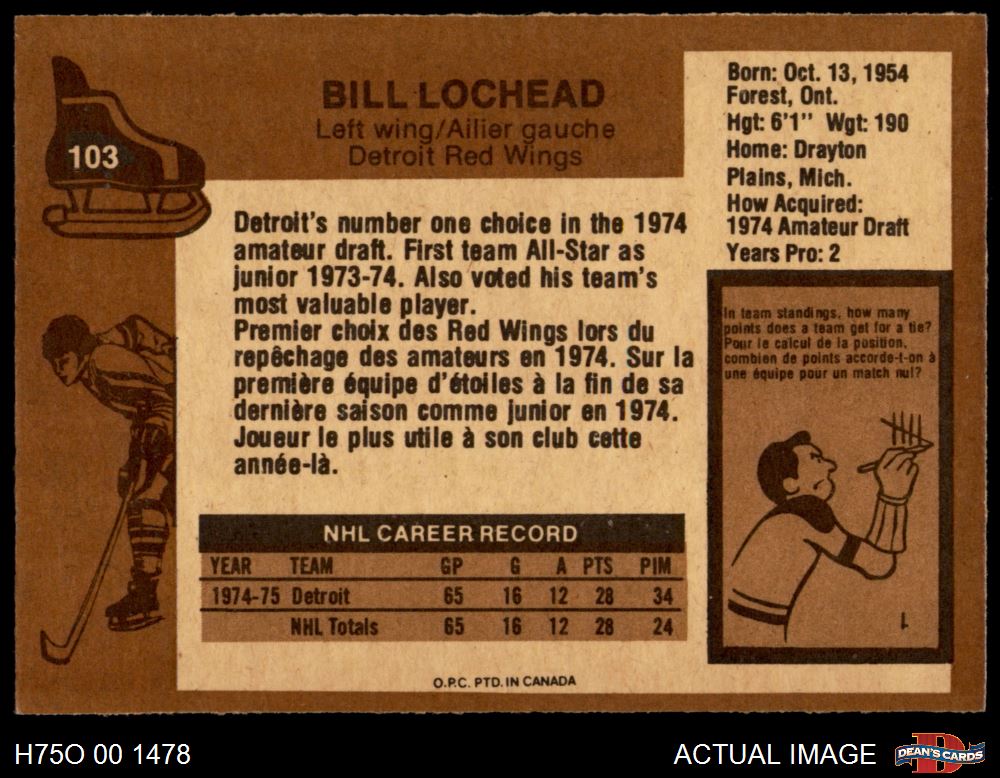 103
BILL LOCHEAD
Left wing/Ailier gauche
Detroit Red Wings
Born: Oct. 13, 1954
Forest, Ont.
Hgt: 6'1" Wgt: 190
Home: Drayton
Plains, Mich.
How Acquired:
1974 Amateur Draft
Years Pro: 2
Detroit's number one choice in the 1974
amateur draft. First team All-Star as
junior 1973-74. Also voted his team's
most valuable player.
Premier choix des Red Wings lors du
repêchage des amateurs en 1974. Sur la
première équipe d'étoiles à la fin de sa
dernière saison comme junior en 1974.
Joueur le plus utile à son club cette
année-là.
In team standings, how many
points does a team get for a tie?
Pour le calcul de la position,
combien de points accorde-t-on à
une équipe pour un match nul?
1
NHL CAREER RECORD
YEAR TEAM GP G A PTS PIM
1974-75 Detroit 65 16 12 28 34
NHL Totals 65 16 12 28 24
O.P.C. PTD. IN CANADA
H75O 00 1478
ACTUAL IMAGE
D
DEAN'S CARDS